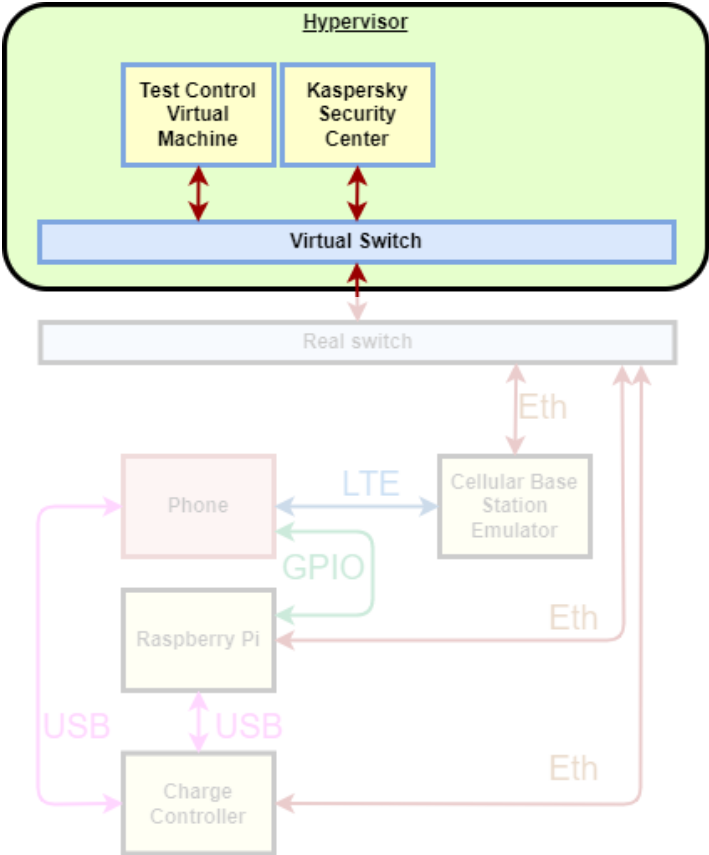 Hypervisor
Test Control
Virtual
Machine
Kaspersky
Security
Center
Virtual Switch
Real switch
Eth
Phone
LTE
Cellular Base
Station
Emulator
GPIO
Raspberry Pi
Eth
USB
USB
Charge
Controller
Eth